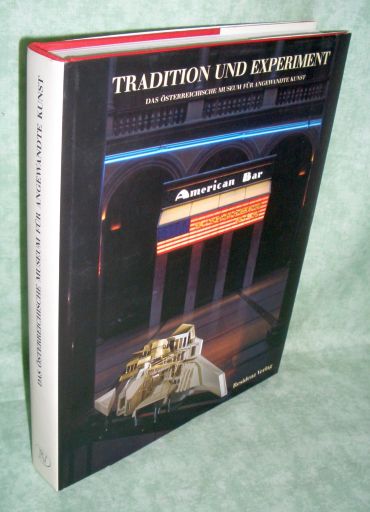 TRADITION UND EXPERIMENT
DAS ÖSTERREICHISCHE MUSEUM FÜR ANGEWANDTE KUNST
American Bar
Residenz Verlag
DAS ÖSTERREICHISCHE MUSEUM FÜR ANGEWANDTE KUNST